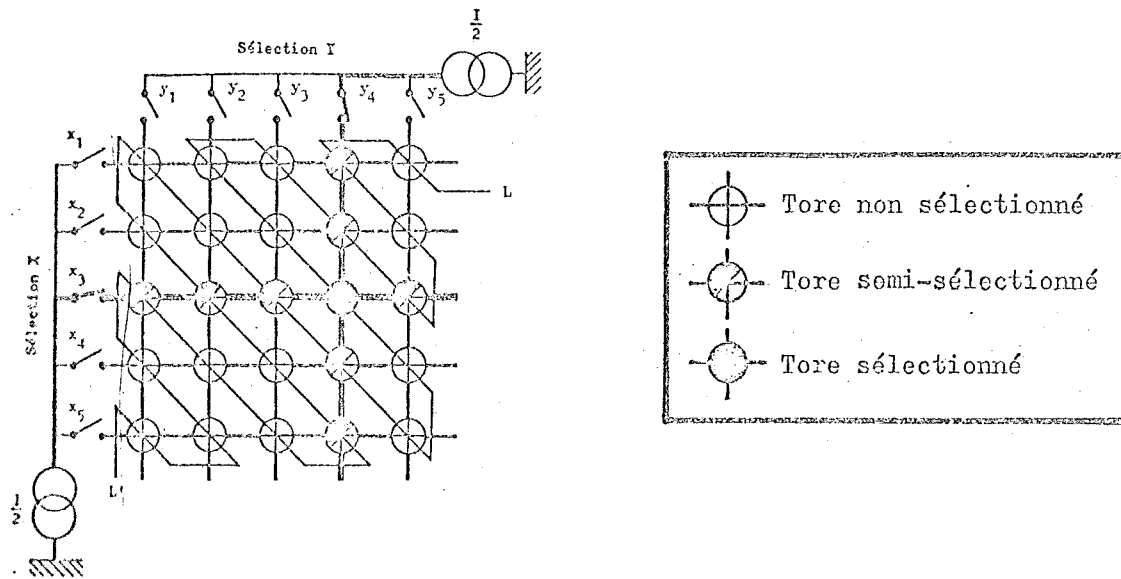 I/2
Sélection Y
y1 y2 y3 y4 y5
x1
L
x2
Sélection X
x3
x4
x5
L'
I/2
Tore non sélectionné
Tore semi-sélectionné
Tore sélectionné